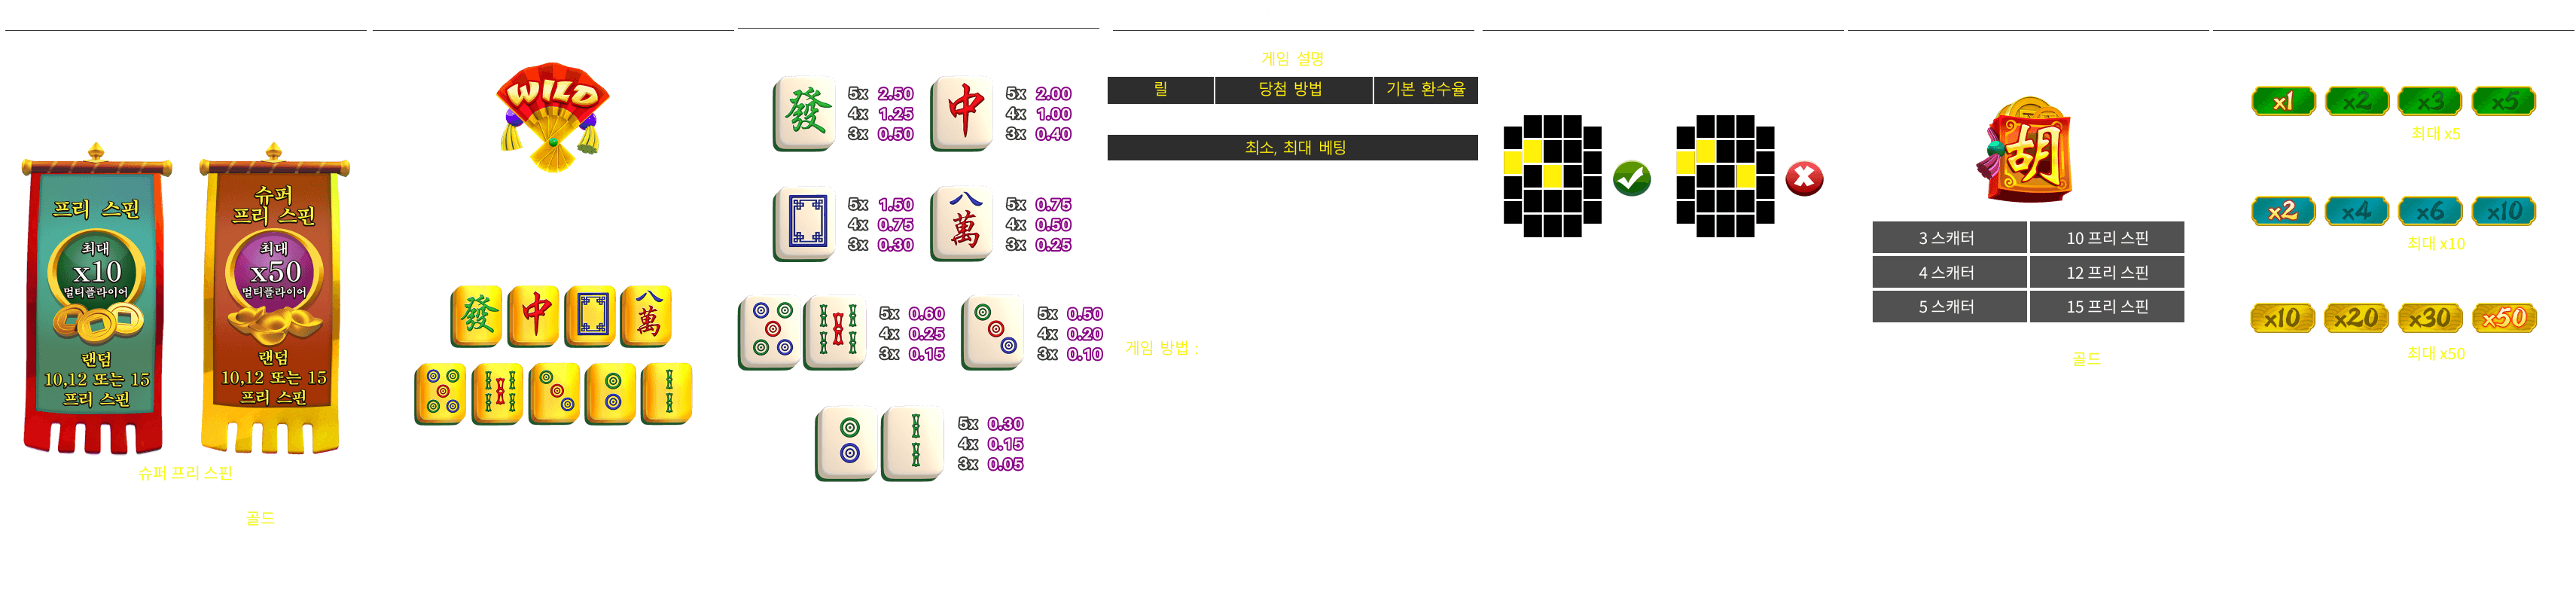 프리 스핀
최대
x10
멀티플라이어
랜덤
10,12 또는 15
프리 스핀
슈퍼
프리 스핀
최대
x50
멀티플라이어
랜덤
10,12 또는 15
프리 스핀
슈퍼 프리 스핀
골드
WILD
發 中 八萬
發 5x 2.50
4x 1.25
3x 0.50
中 5x 2.00
4x 1.00
3x 0.40
5x 1.50
4x 0.75
3x 0.30
八萬 5x 0.75
4x 0.50
3x 0.25
5x 0.60
4x 0.25
3x 0.15
5x 0.50
4x 0.20
3x 0.10
5x 0.30
4x 0.15
3x 0.05
게임 설명
릴 당첨 방법 기본 환수율
최소, 최대 베팅
게임 방법 :
胡
3 스캐터 10 프리 스핀
4 스캐터 12 프리 스핀
5 스캐터 15 프리 스핀
골드
x1 x2 x3 x5
최대 x5
x2 x4 x6 x10
최대 x10
x10 x20 x30 x50
최대 x50